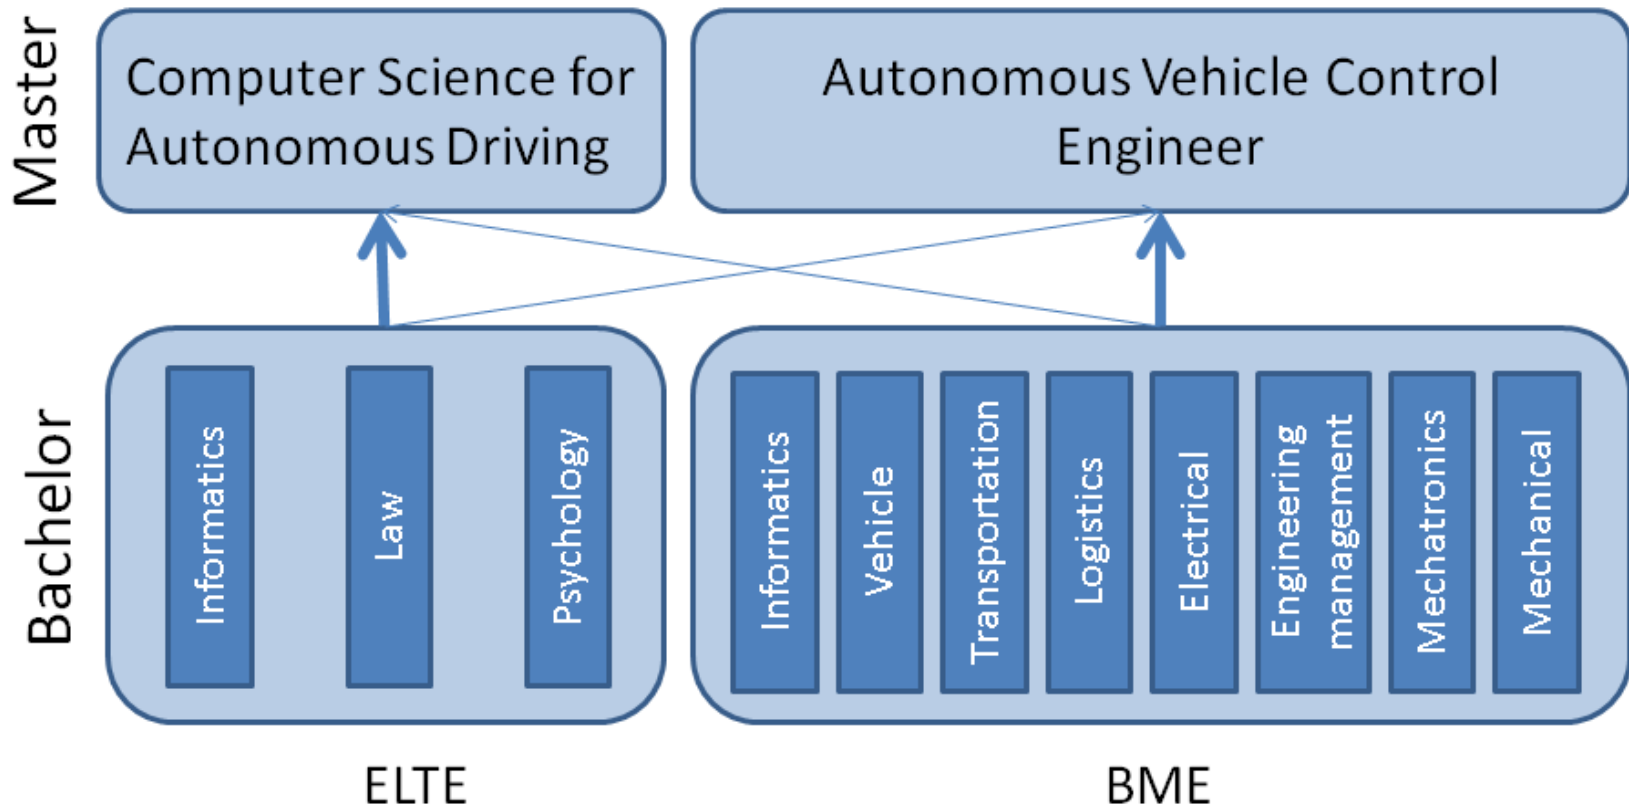 Master
Computer Science for
Autonomous Driving
Autonomous Vehicle Control
Engineer
Bachelor
Informatics
Law
Psychology
Informatics
Vehicle
Transportation
Logistics
Electrical
Engineering
management
Mechatronics
Mechanical
ELTE
BME